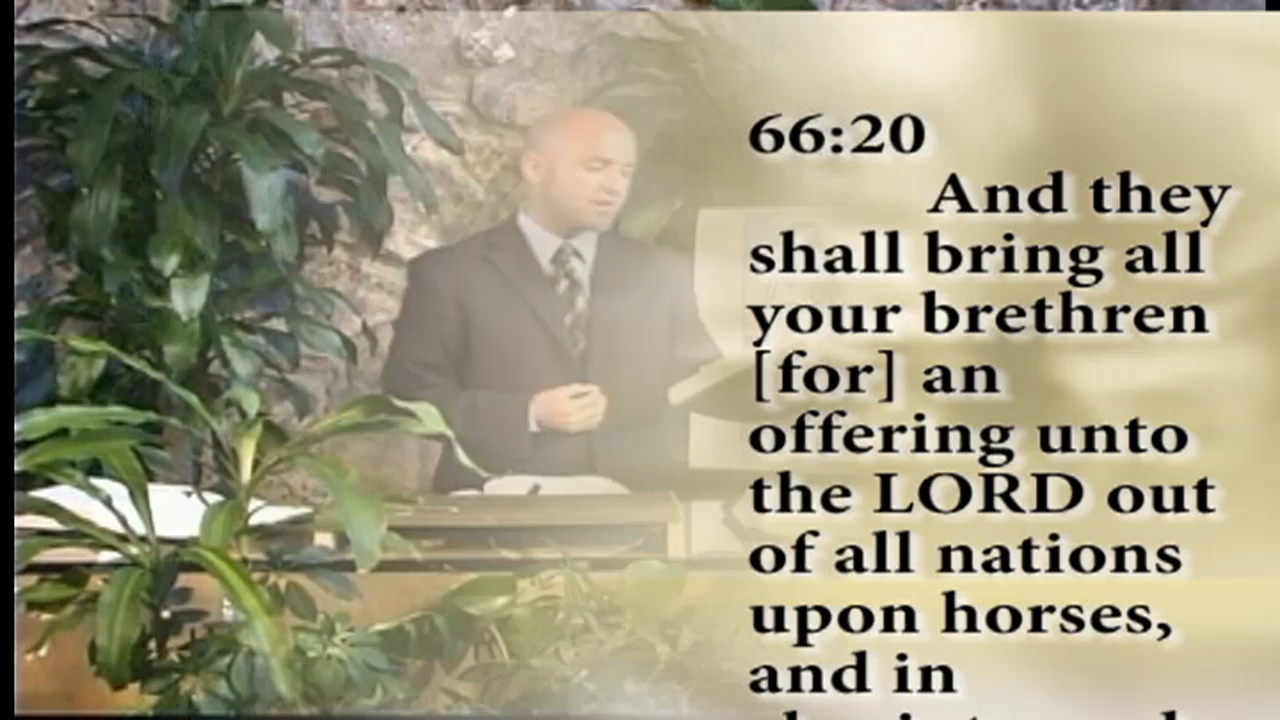 66:20
And they
shall bring all
your brethren
[for] an
offering unto
the LORD out
of all nations
upon horses,
and in